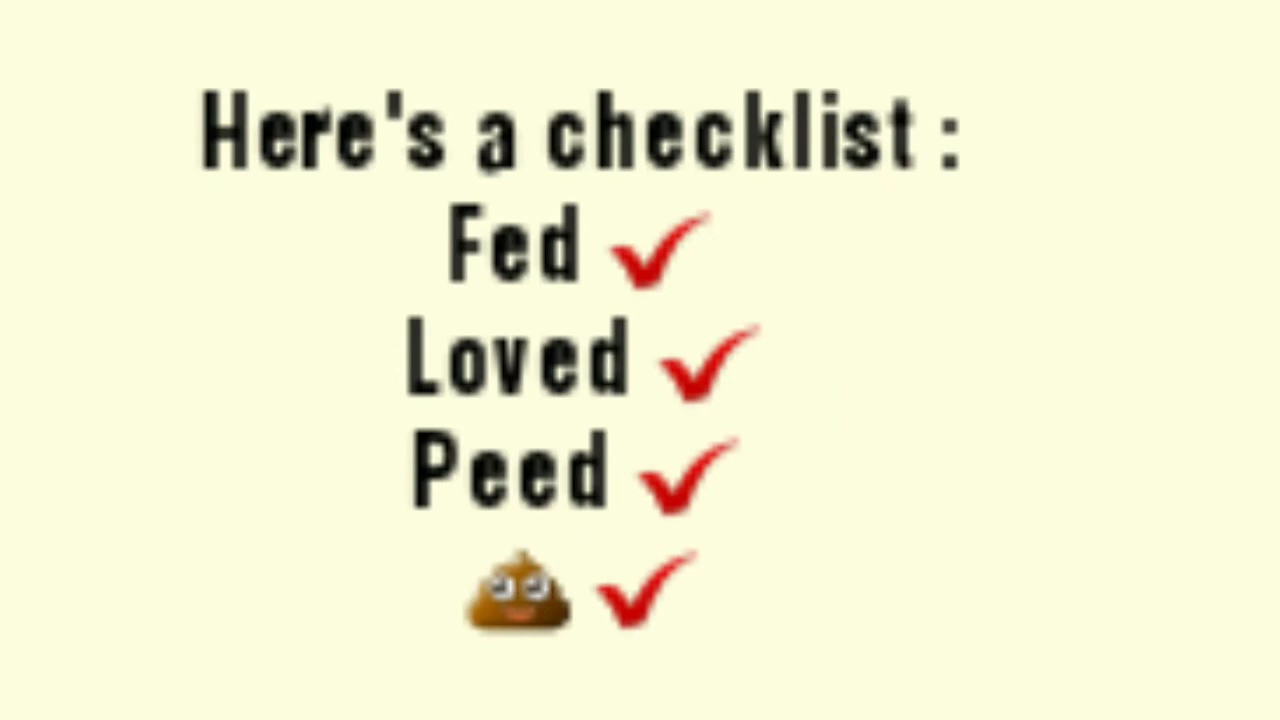 Here's a checklist :
Fed ✔
Loved ✔
Peed ✔
💩 ✔